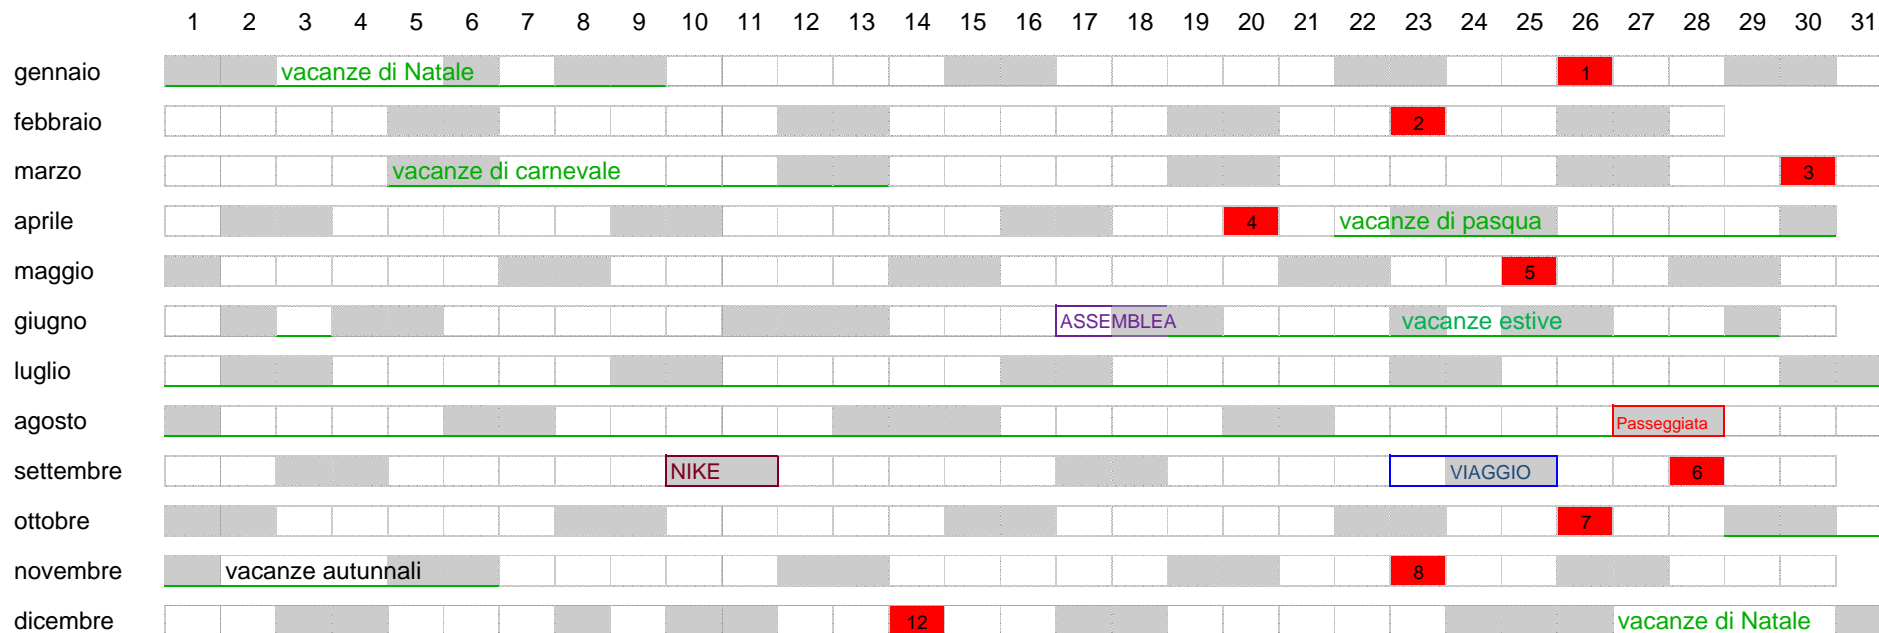 1 2 3 4 5 6 7 8 9 10 11 12 13 14 15 16 17 18 19 20 21 22 23 24 25 26 27 28 29 30 31
gennaio vacanze di Natale 1
febbraio 2
marzo vacanze di carnevale 3
aprile 4 vacanze di pasqua
maggio 5
giugno ASSEMBLEA vacanze estive
luglio
agosto Passeggiata
settembre NIKE VIAGGIO 6
ottobre 7
novembre vacanze autunnali 8
dicembre 12 vacanze di Natale